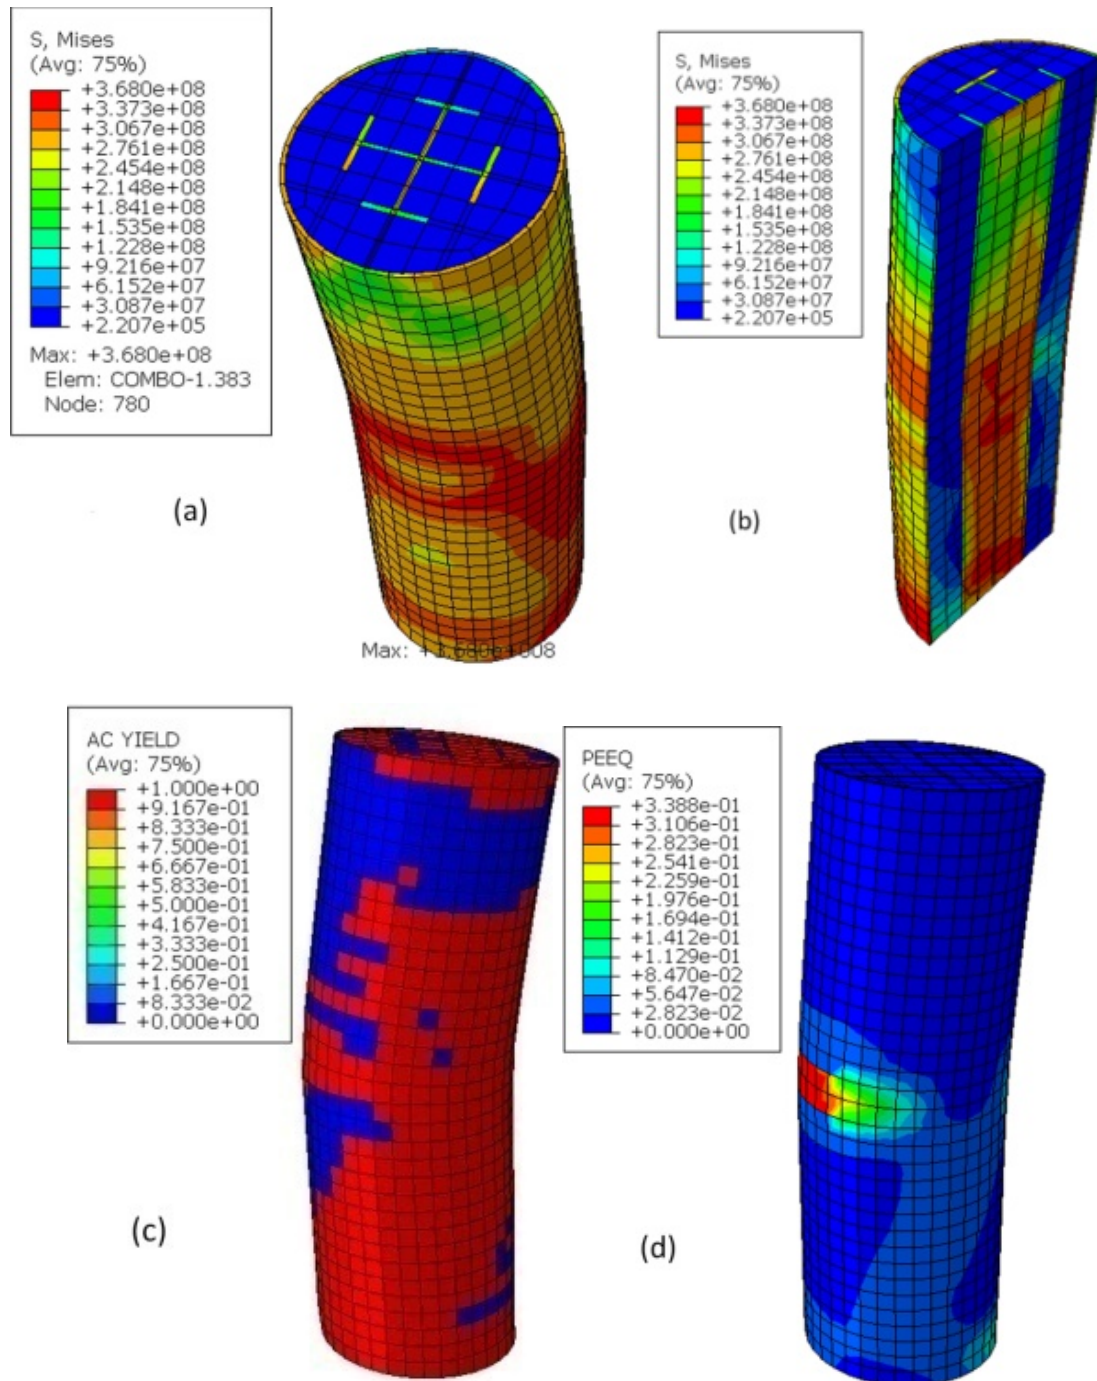 S, Mises
(Avg: 75%)
+3.680e+08
+3.373e+08
+3.067e+08
+2.761e+08
+2.454e+08
+2.148e+08
+1.841e+08
+1.535e+08
+1.228e+08
+9.216e+07
+6.152e+07
+3.087e+07
+2.207e+05
Max: +3.680e+08
Elem: COMBO-1.383
Node: 780
(a)
Max: +3.680e+008
S, Mises
(Avg: 75%)
+3.680e+08
+3.373e+08
+3.067e+08
+2.761e+08
+2.454e+08
+2.148e+08
+1.841e+08
+1.535e+08
+1.228e+08
+9.216e+07
+6.152e+07
+3.087e+07
+2.207e+05
(b)
AC YIELD
(Avg: 75%)
+1.000e+00
+9.167e-01
+8.333e-01
+7.500e-01
+6.667e-01
+5.833e-01
+5.000e-01
+4.167e-01
+3.333e-01
+2.500e-01
+1.667e-01
+8.333e-02
+0.000e+00
(c)
PEEQ
(Avg: 75%)
+3.388e-01
+3.106e-01
+2.823e-01
+2.541e-01
+2.259e-01
+1.976e-01
+1.694e-01
+1.412e-01
+1.129e-01
+8.470e-02
+5.647e-02
+2.823e-02
+0.000e+00
(d)